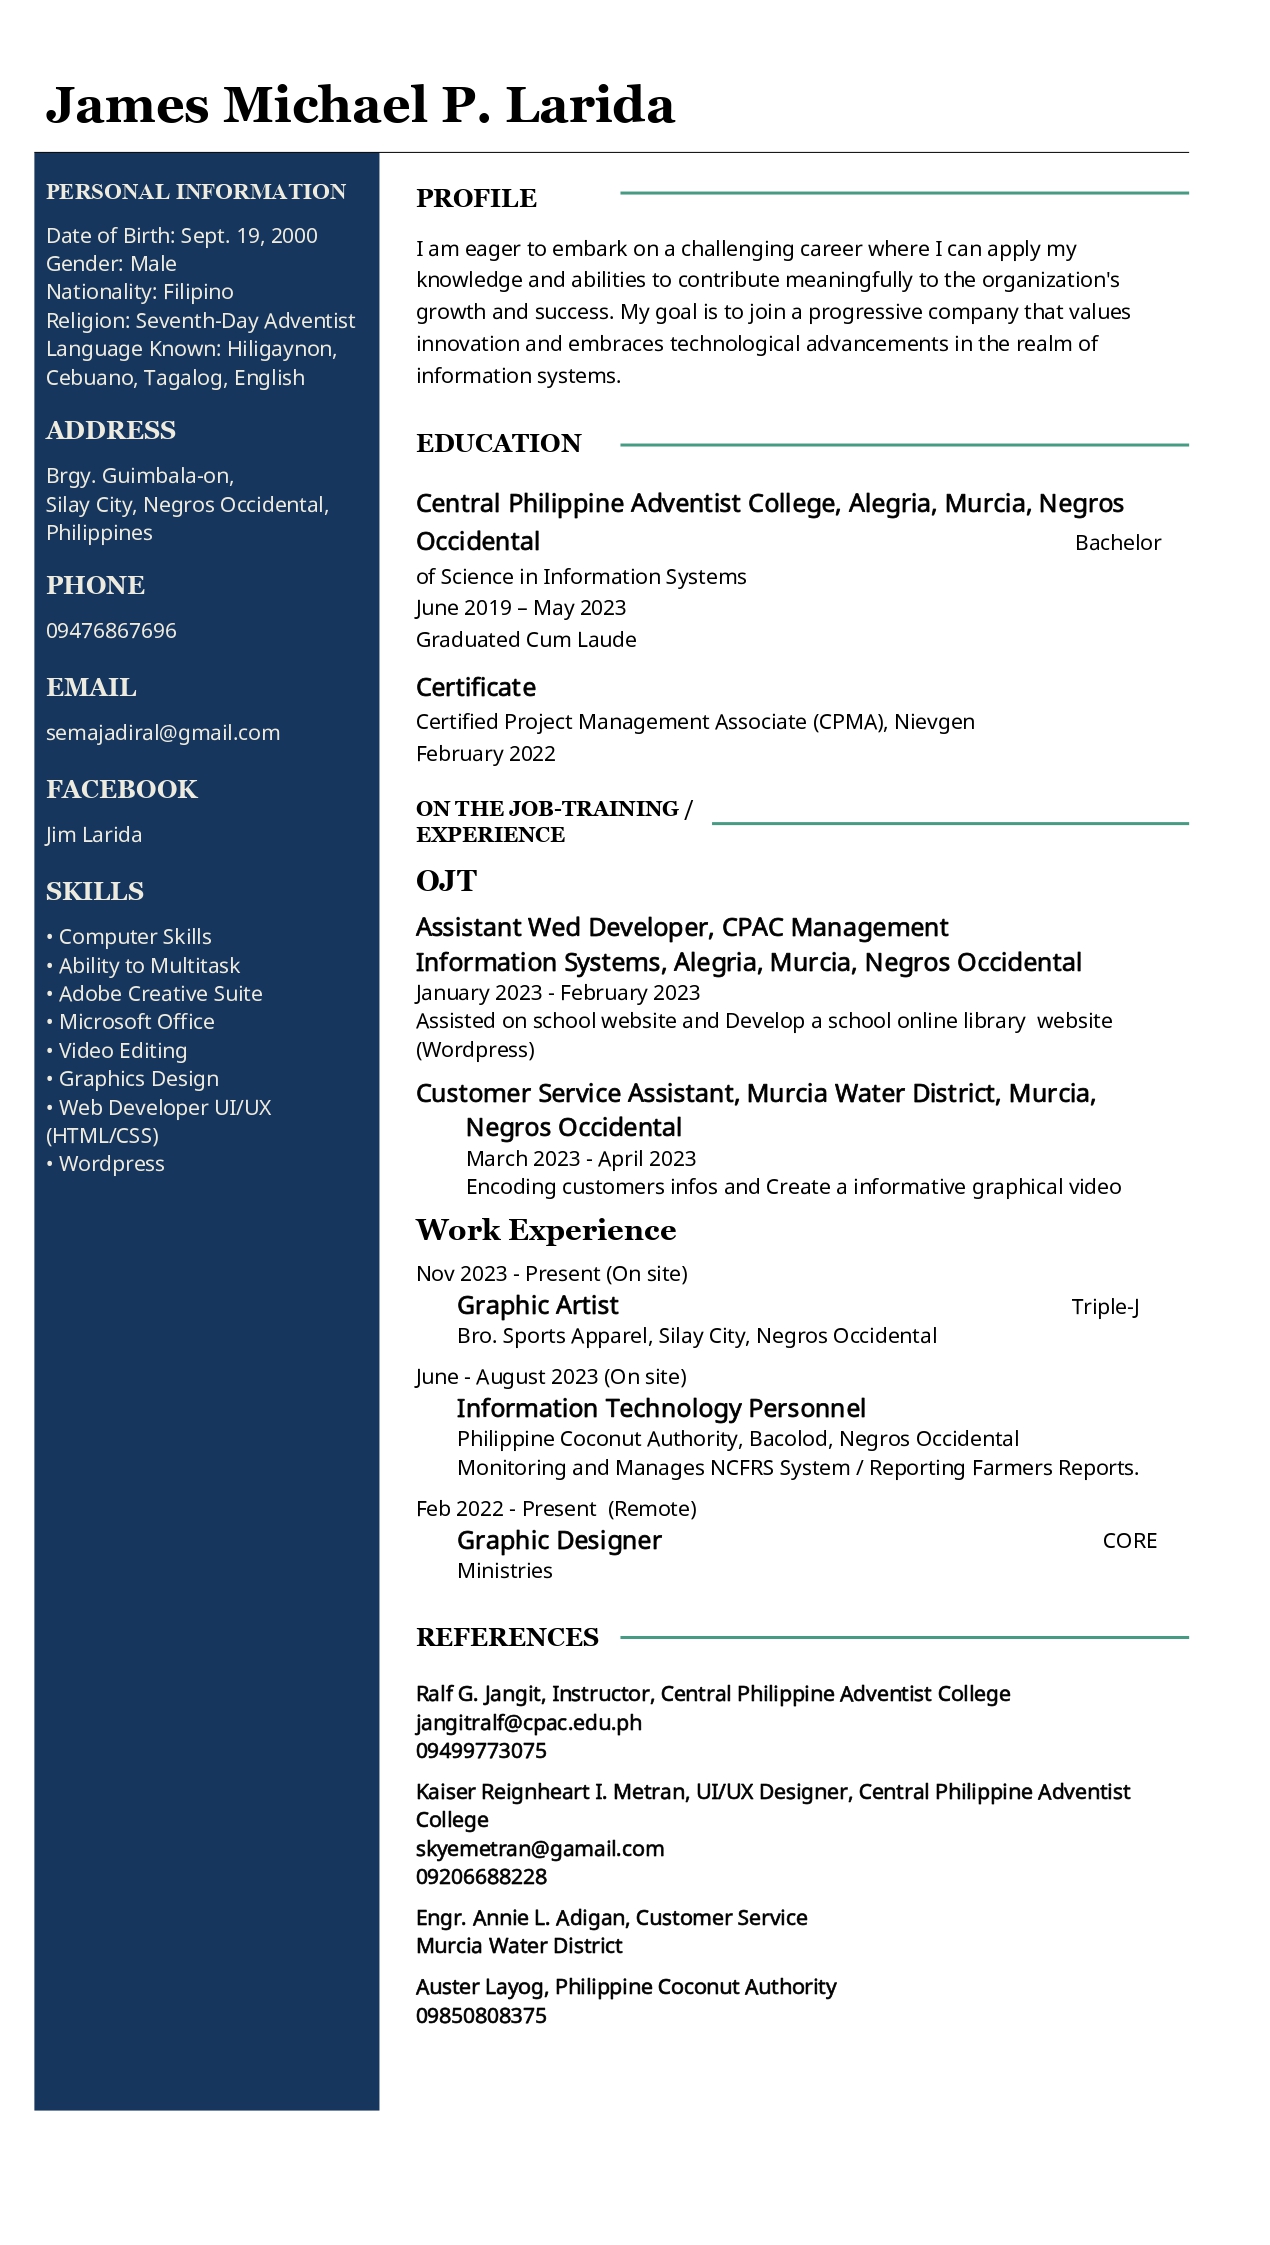 James Michael P. Larida
PERSONAL INFORMATION
Date of Birth: Sept. 19, 2000
Gender: Male
Nationality: Filipino
Religion: Seventh-Day Adventist
Language Known: Hiligaynon,
Cebuano, Tagalog, English
ADDRESS
Brgy. Guimbala-on,
Silay City, Negros Occidental,
Philippines
PHONE
09476867696
EMAIL
semajadiral@gmail.com
FACEBOOK
Jim Larida
SKILLS
• Computer Skills
• Ability to Multitask
• Adobe Creative Suite
• Microsoft Office
• Video Editing
• Graphics Design
• Web Developer UI/UX
(HTML/CSS)
• Wordpress
PROFILE
I am eager to embark on a challenging career where I can apply my
knowledge and abilities to contribute meaningfully to the organization's
growth and success. My goal is to join a progressive company that values
innovation and embraces technological advancements in the realm of
information systems.
EDUCATION
Central Philippine Adventist College, Alegria, Murcia, Negros
Occidental Bachelor
of Science in Information Systems
June 2019 – May 2023
Graduated Cum Laude
Certificate
Certified Project Management Associate (CPMA), Nievgen
February 2022
ON THE JOB-TRAINING /
EXPERIENCE
OJT
Assistant Wed Developer, CPAC Management
Information Systems, Alegria, Murcia, Negros Occidental
January 2023 - February 2023
Assisted on school website and Develop a school online library  website
(Wordpress)
Customer Service Assistant, Murcia Water District, Murcia,
Negros Occidental
March 2023 - April 2023
Encoding customers infos and Create a informative graphical video
Work Experience
Nov 2023 - Present (On site)
Graphic Artist Triple-J
Bro. Sports Apparel, Silay City, Negros Occidental
June - August 2023 (On site)
Information Technology Personnel
Philippine Coconut Authority, Bacolod, Negros Occidental
Monitoring and Manages NCFRS System / Reporting Farmers Reports.
Feb 2022 - Present  (Remote)
Graphic Designer CORE
Ministries
REFERENCES
Ralf G. Jangit, Instructor, Central Philippine Adventist College
jangitralf@cpac.edu.ph
09499773075
Kaiser Reignheart I. Metran, UI/UX Designer, Central Philippine Adventist
College
skyemetran@gamail.com
09206688228
Engr. Annie L. Adigan, Customer Service
Murcia Water District
Auster Layog, Philippine Coconut Authority
09850808375